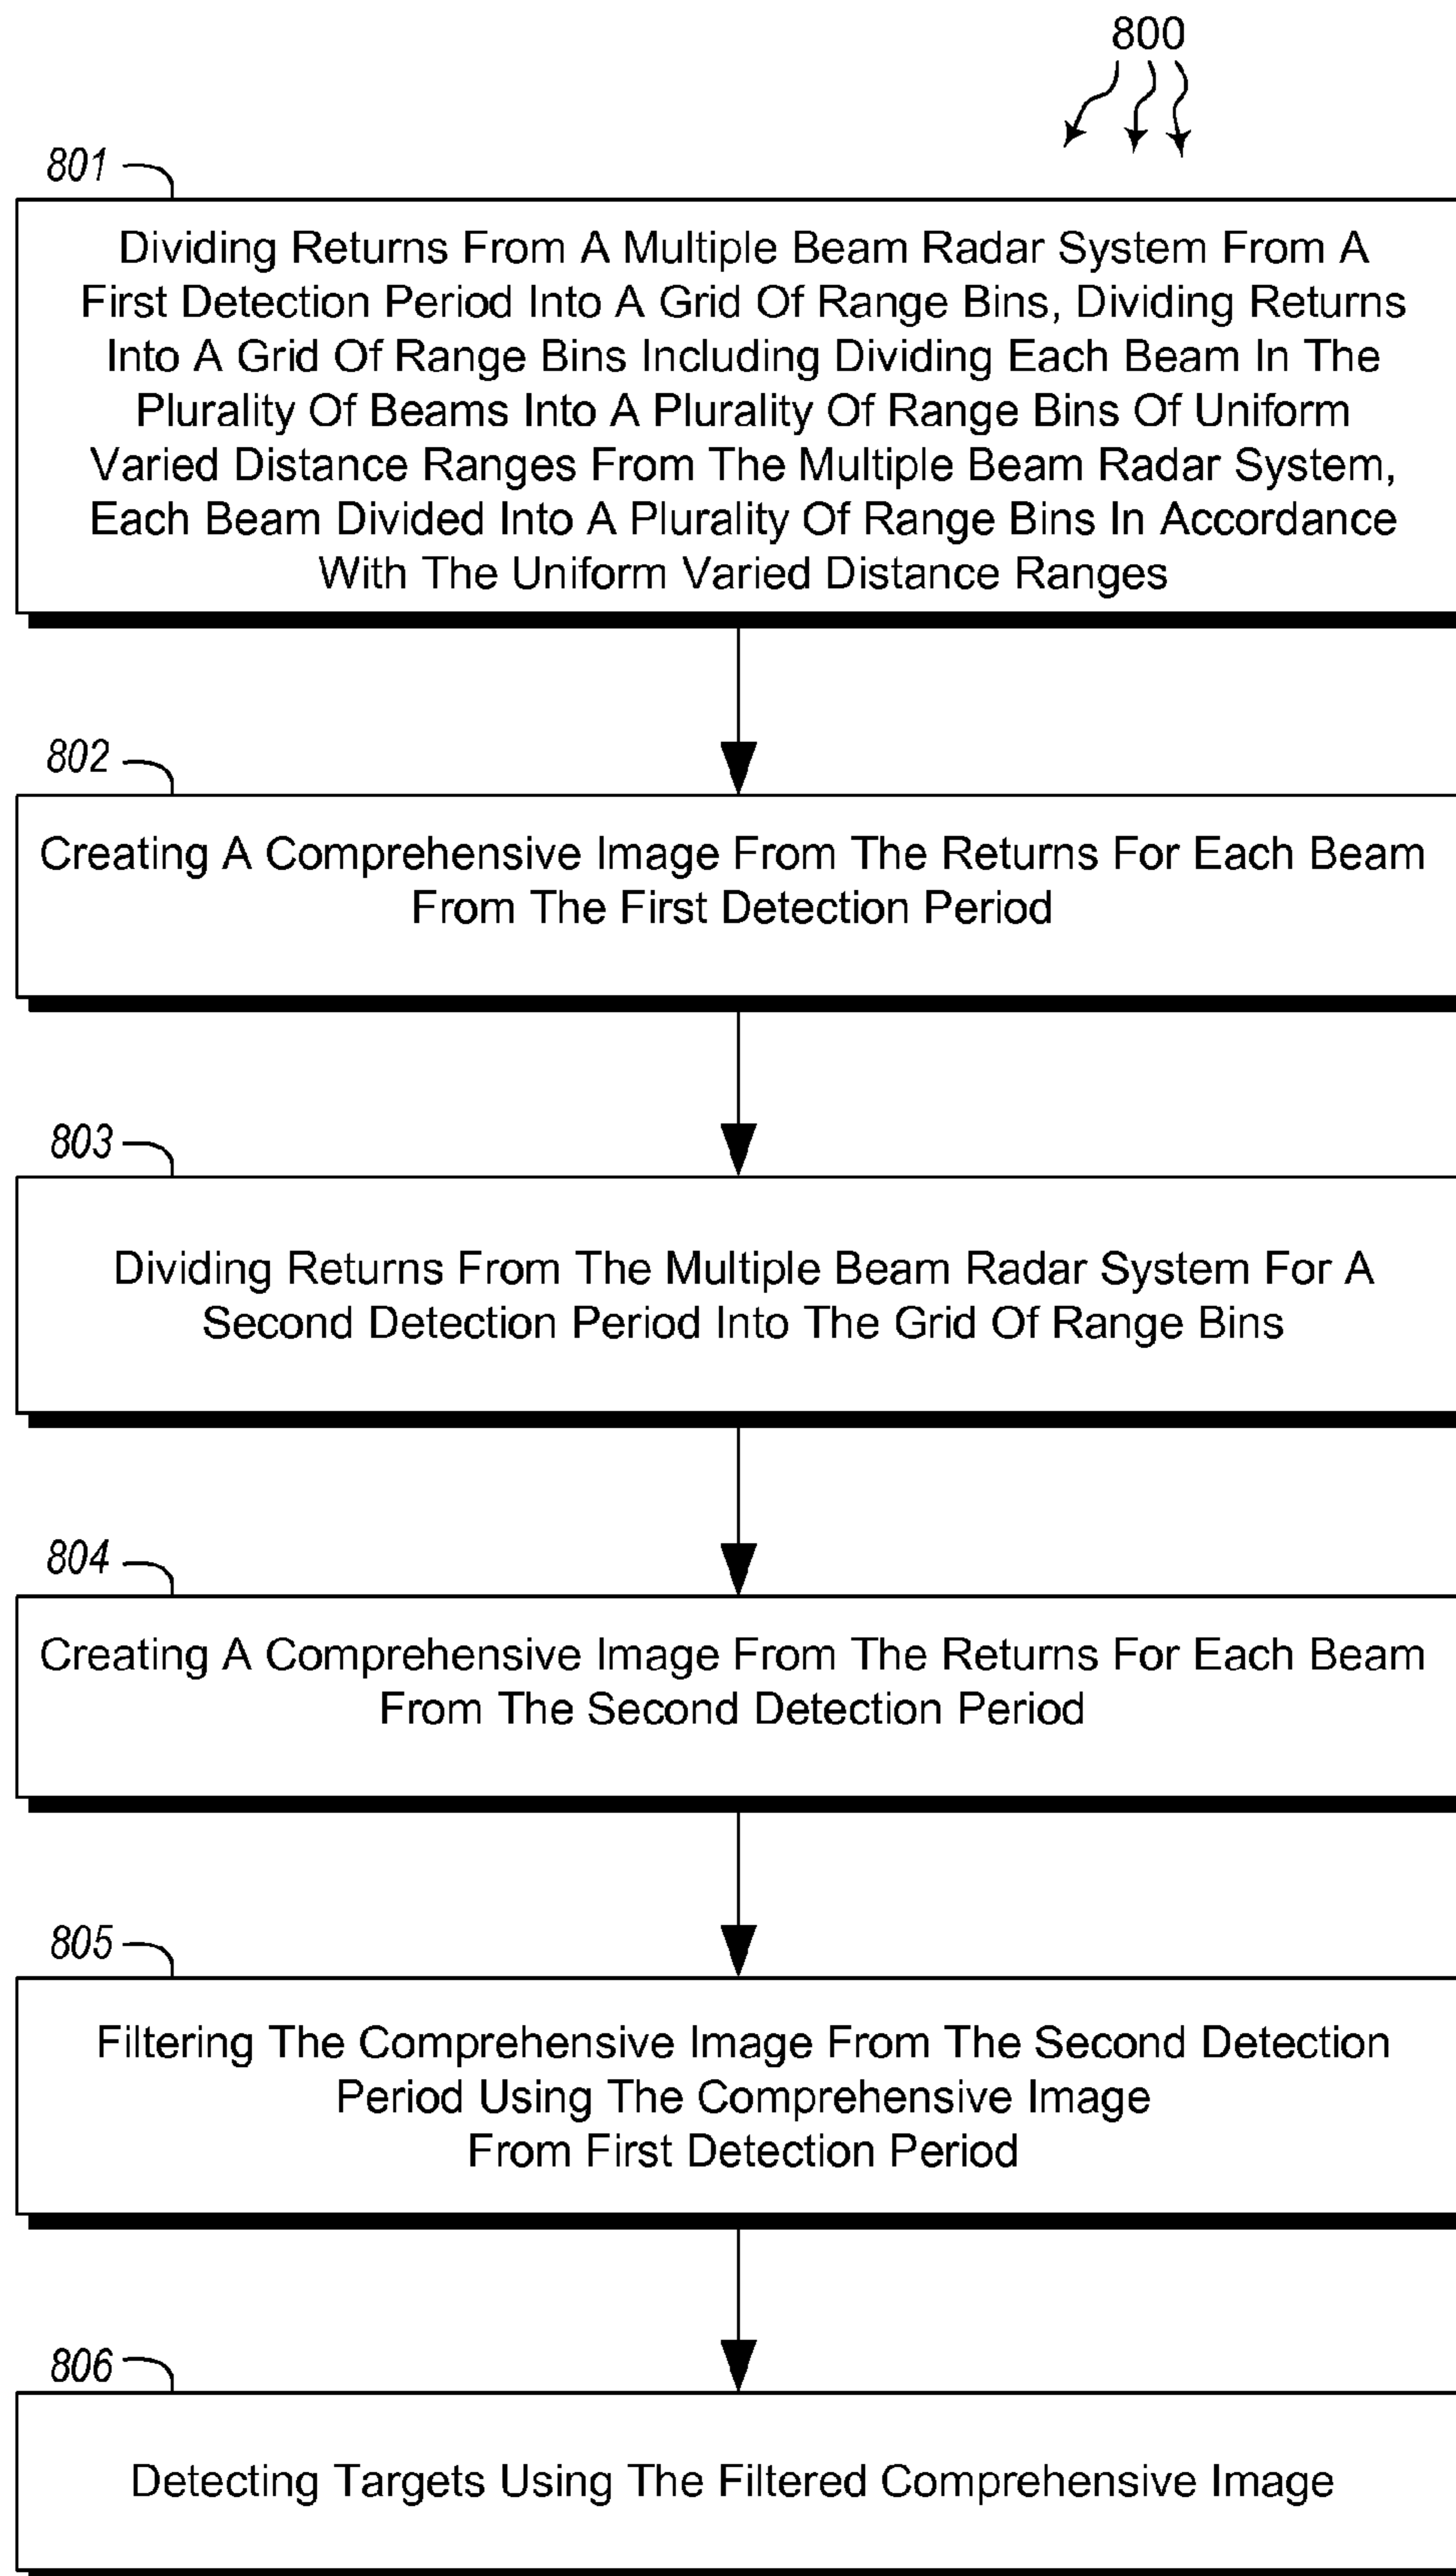 800
801
Dividing Returns From A Multiple Beam Radar System From A
First Detection Period Into A Grid Of Range Bins, Dividing Returns
Into A Grid Of Range Bins Including Dividing Each Beam In The
Plurality Of Beams Into A Plurality Of Range Bins Of Uniform
Varied Distance Ranges From The Multiple Beam Radar System,
Each Beam Divided Into A Plurality Of Range Bins In Accordance
With The Uniform Varied Distance Ranges
802
Creating A Comprehensive Image From The Returns For Each Beam
From The First Detection Period
803
Dividing Returns From The Multiple Beam Radar System For A
Second Detection Period Into The Grid Of Range Bins
804
Creating A Comprehensive Image From The Returns For Each Beam
From The Second Detection Period
805
Filtering The Comprehensive Image From The Second Detection
Period Using The Comprehensive Image
From First Detection Period
806
Detecting Targets Using The Filtered Comprehensive Image